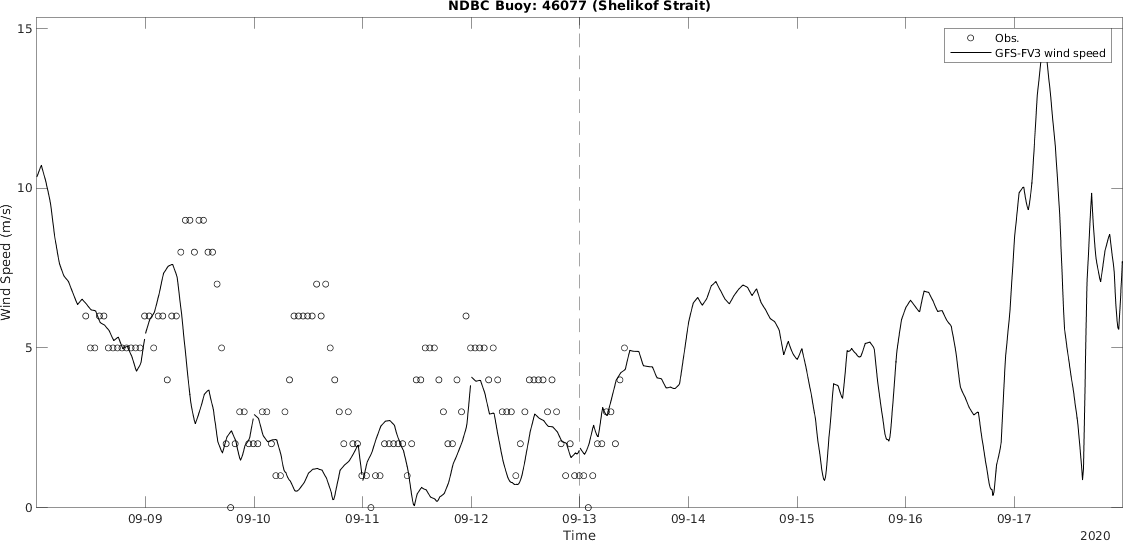 NDBC Buoy: 46077 (Shelikof Strait)
15
10
5
0
Wind Speed (m/s)
Obs.
GFS-FV3 wind speed
09-09 09-10 09-11 09-12 09-13 09-14 09-15 09-16 09-17
Time
2020